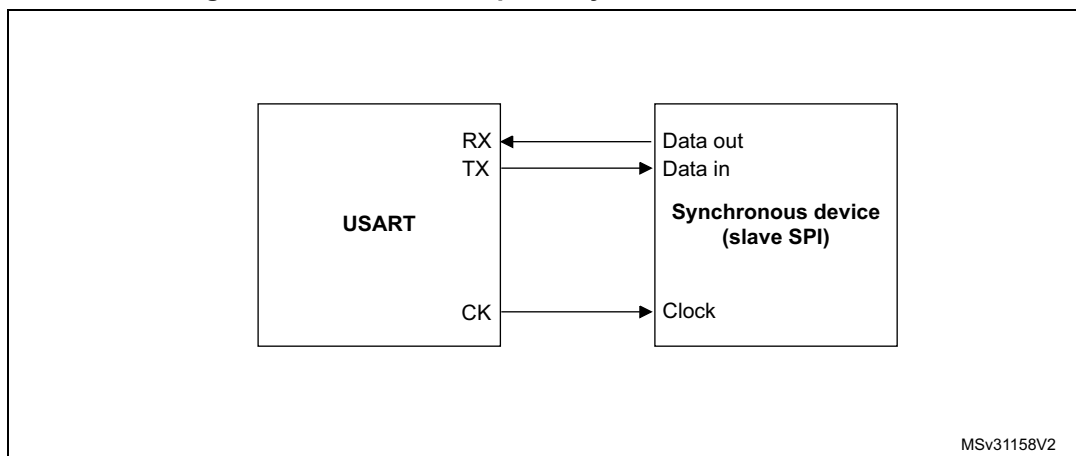 RX
Data out
TX
Data in
USART
Synchronous device
(slave SPI)
CK
Clock
MSv31158V2